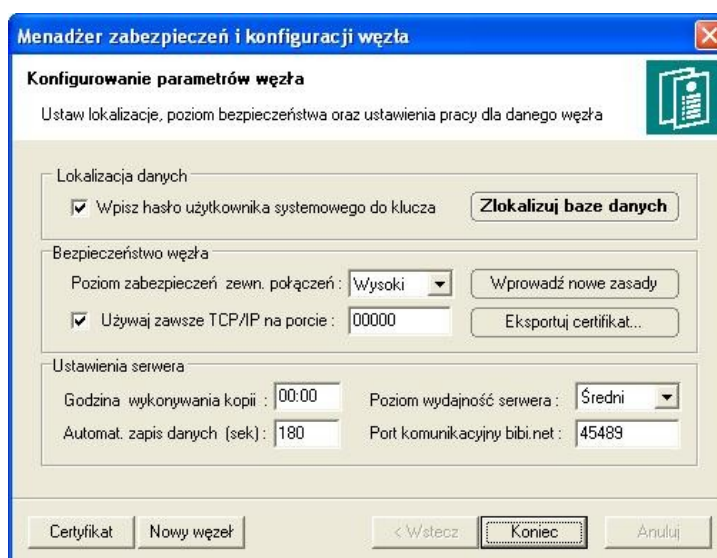 Menadżer zabezpieczeń i konfiguracji węzła
Konfigurowanie parametrów węzła
Ustaw lokalizacje, poziom bezpieczeństwa oraz ustawienia pracy dla danego węzła
Lokalizacja danych
Wpisz hasło użytkownika systemowego do klucza
Zlokalizuj baze danych
Bezpieczeństwo węzła
Poziom zabezpieczeń zewn. połączeń : Wysoki
Wprowadź nowe zasady
Używaj zawsze TCP/IP na porcie : 00000
Eksportuj certifikat...
Ustawienia serwera
Godzina wykonywania kopii : 00:00
Poziom wydajność serwera : Średni
Automat. zapis danych (sek) : 180
Port komunikacyjny bibi.net : 45489
Certyfikat
Nowy węzeł
< Wstecz
Koniec
Anuluj